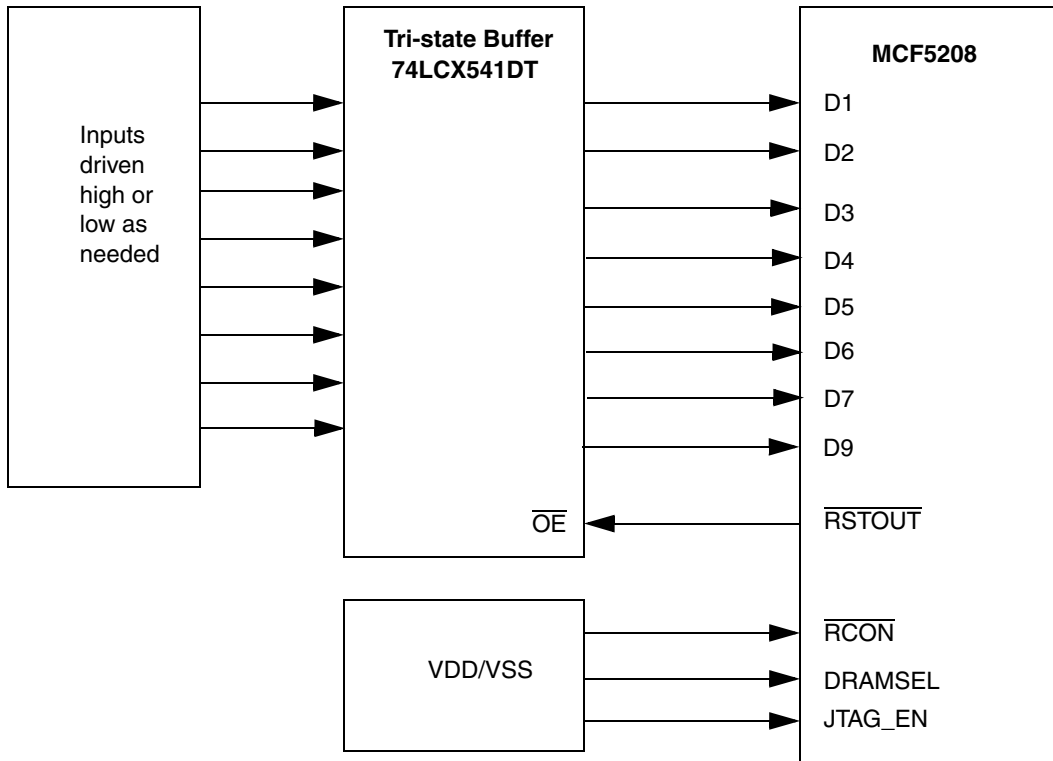 Inputs
driven
high or
low as
needed
Tri-state Buffer
74LCX541DT
OE
VDD/VSS
MCF5208
D1
D2
D3
D4
D5
D6
D7
D9
RSTOUT
RCON
DRAMSEL
JTAG_EN